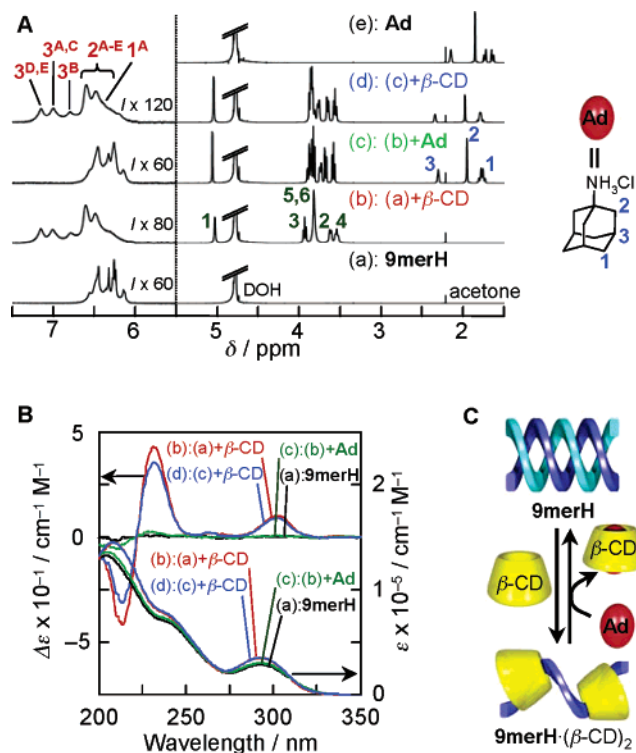 A
(e): Ad
3D,E 3A,C 3B 2A-E 1A
(d): (c)+β-CD
I x 120
(c): (b)+Ad
2
3 1
I x 60
5,6
(b): (a)+β-CD
1 3 2 4
I x 80
(a): 9merH
I x 60
DOH
acetone
7 6 5 4 3 2
δ / ppm
Ad
=
NH3Cl
2
3
1
B
5
0
−5
Δε x 10−1 / cm−1 M−1
(b):(a)+β-CD
(d):(c)+β-CD
(c):(b)+Ad
(a):9merH
(b):(a)+β-CD
(d):(c)+β-CD
(c):(b)+Ad
(a):9merH
2
1
0
ε x 10−5 / cm−1 M−1
200 250 300 350
Wavelength / nm
C
9merH
β-CD
β-CD
Ad
9merH·(β-CD)2